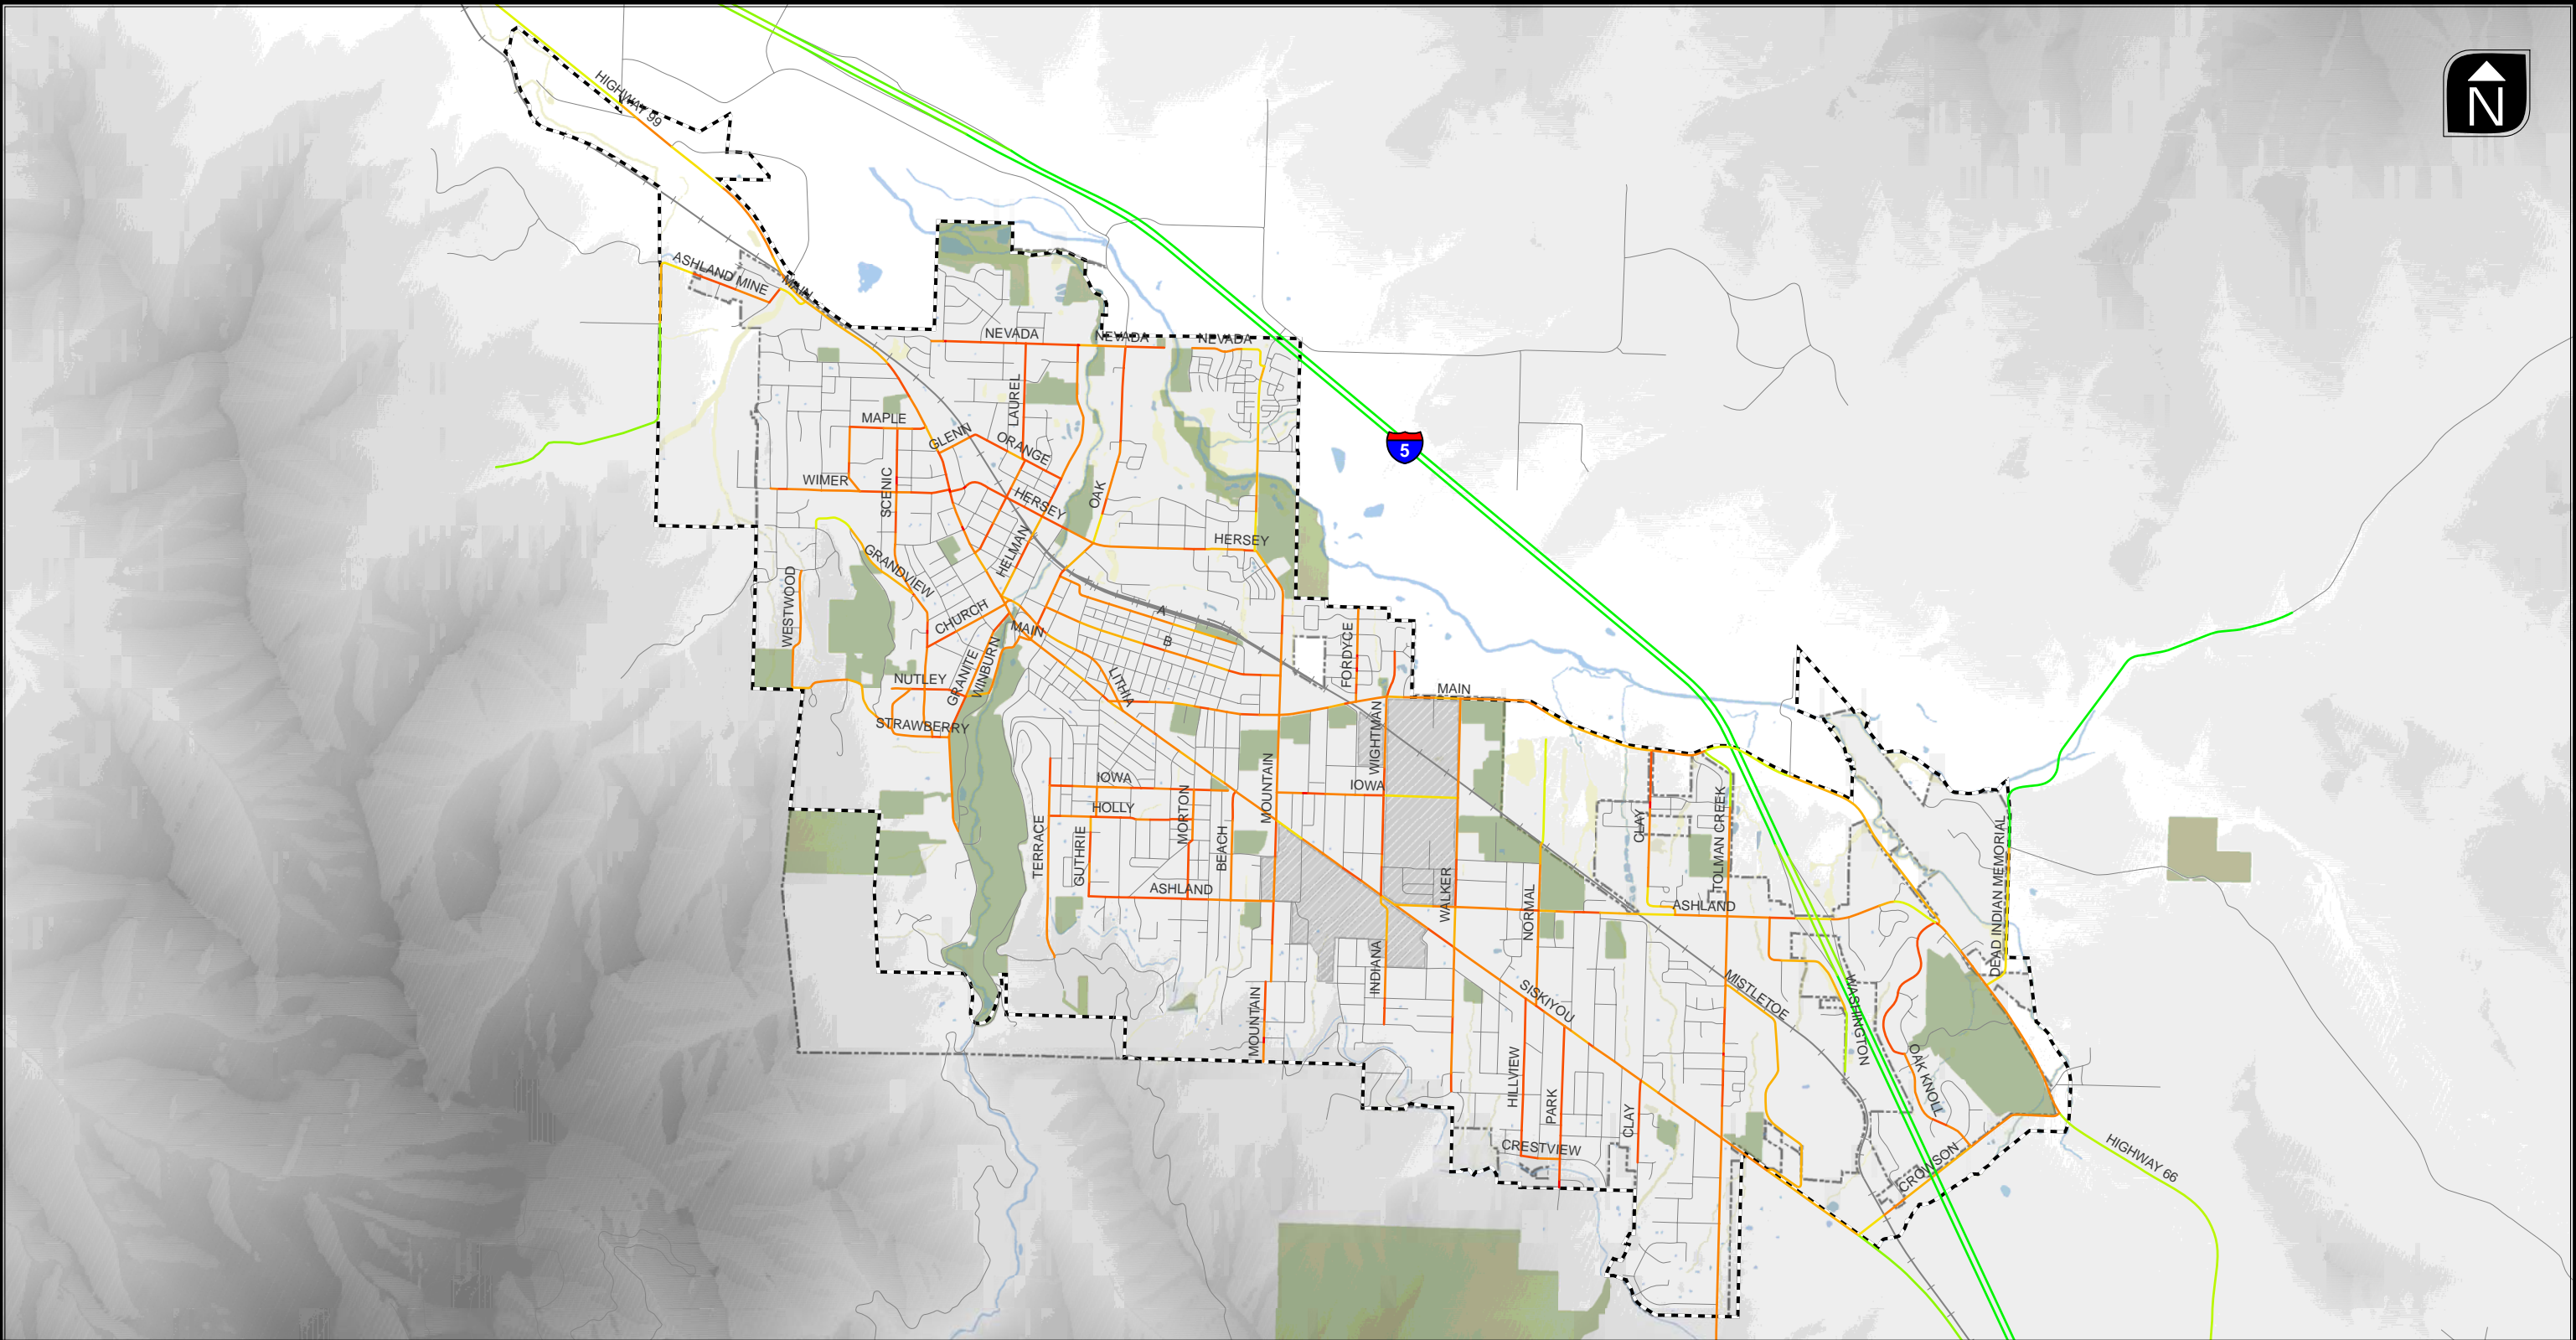 HIGHWAY 99
N
ASHLAND MINE
MAIN
NEVADA
NEVADA
NEVADA
LAUREL
MAPLE
GLENN
ORANGE
5
WIMER
SCENIC
HERSEY
OAK
HELMAN
HERSEY
GRANDVIEW
WESTWOOD
CHURCH
A
B
MAIN
FORDYCE
GRANITE
WINBURN
NUTLEY
LITHIA
MAIN
STRAWBERRY
WIGHTMAN
MOUNTAIN
IOWA
IOWA
HOLLY
MORTON
TERRACE
GUTHRIE
BEACH
CLAY
TOLMAN CREEK
DEAD INDIAN MEMORIAL
ASHLAND
WALKER
NORMAL
ASHLAND
INDIANA
MOUNTAIN
SISKIYOU
MISTLETOE
WASHINGTON
HILLVIEW
PARK
CLAY
OAK KNOLL
CRESTVIEW
CROWSON
HIGHWAY 66